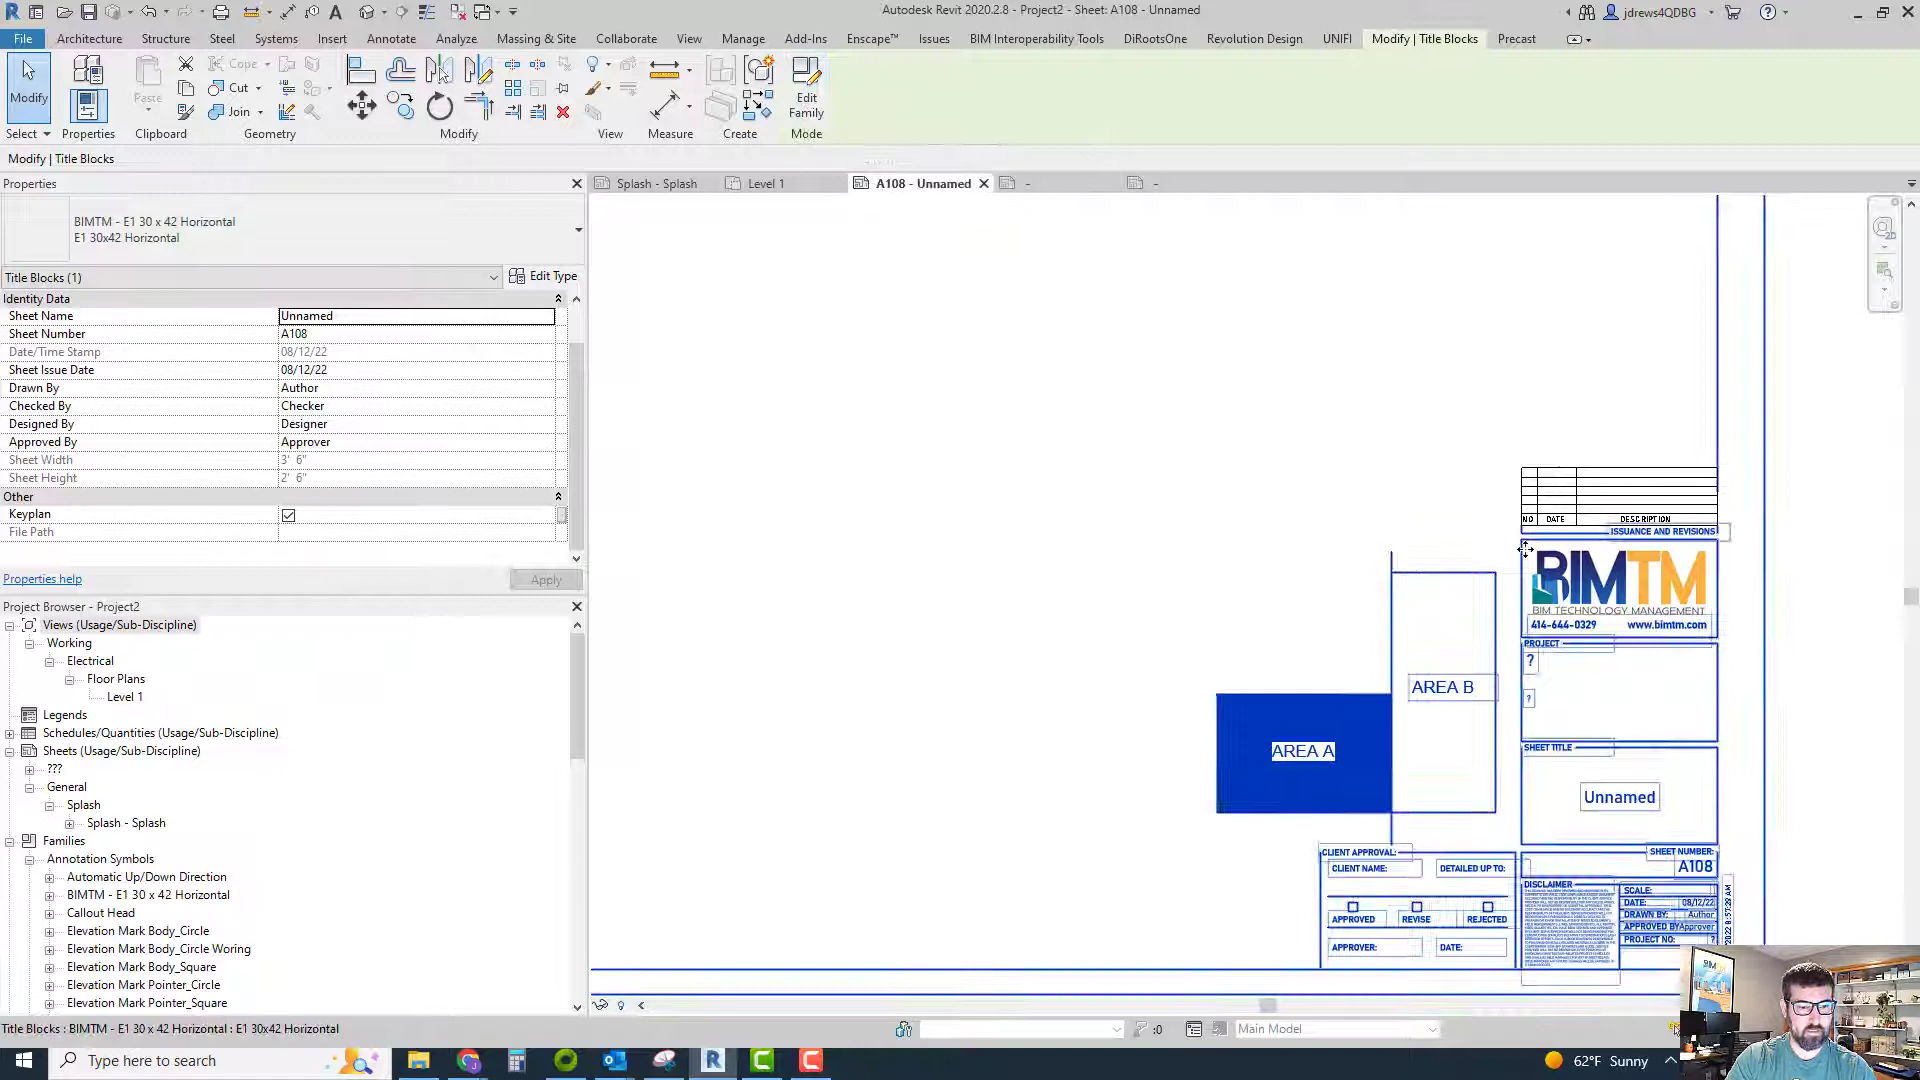 Autodesk Revit 2020.2.8 - Project2 - Sheet: A108 - Unnamed
jdrews4QDBG
File Architecture Structure Steel Systems Insert Annotate Analyze Massing & Site Collaborate View Manage Add-Ins Enscape™ Issues BIM Interoperability Tools DiRootsOne Revolution Design UNIFI Modify | Title Blocks Precast
Modify
Paste
Cope
Cut
Join
Edit
Family
Select Properties Clipboard Geometry Modify View Measure Create Mode
Modify | Title Blocks
Properties
Splash - Splash
Level 1
A108 - Unnamed
-
-
BIMTM - E1 30 x 42 Horizontal
E1 30x42 Horizontal
Title Blocks (1)
Edit Type
Identity Data
Sheet Name Unnamed
Sheet Number A108
Date/Time Stamp 08/12/22
Sheet Issue Date 08/12/22
Drawn By Author
Checked By Checker
Designed By Designer
Approved By Approver
Sheet Width 3' 6"
Sheet Height 2' 6"
Other
Keyplan
File Path
Properties help
Apply
Project Browser - Project2
Views (Usage/Sub-Discipline)
Working
Electrical
Floor Plans
Level 1
Legends
Schedules/Quantities (Usage/Sub-Discipline)
Sheets (Usage/Sub-Discipline)
???
General
Splash
Splash - Splash
Families
Annotation Symbols
Automatic Up/Down Direction
BIMTM - E1 30 x 42 Horizontal
Callout Head
Elevation Mark Body_Circle
Elevation Mark Body_Circle Woring
Elevation Mark Body_Square
Elevation Mark Pointer_Circle
Elevation Mark Pointer_Square
NO DATE DESCRIPTION
ISSUANCE AND REVISIONS
BIMTM
BIM TECHNOLOGY MANAGEMENT
414-644-0329 www.bimtm.com
PROJECT
?
?
AREA B
AREA A
SHEET TITLE
Unnamed
CLIENT APPROVAL:
SHEET NUMBER:
A108
CLIENT NAME: DETAILED UP TO:
APPROVED REVISE REJECTED
APPROVER: DATE:
DISCLAIMER
SCALE:
DATE: 08/12/22
DRAWN BY: Author
APPROVED BY Approver
PROJECT NO: ?
2022 8:57:29 AM
Title Blocks : BIMTM - E1 30 x 42 Horizontal : E1 30x42 Horizontal
:0
Main Model
Type here to search
62°F Sunny